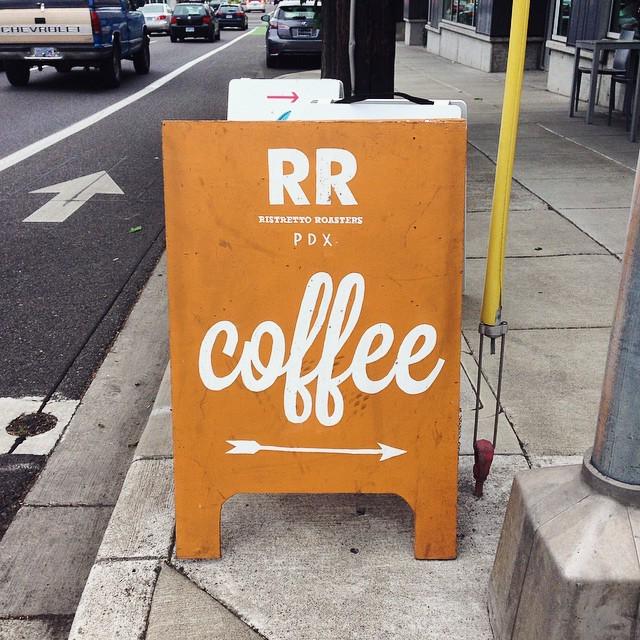 CHEVROLET
RR
RISTRETTO ROASTERS
PDX
coffee